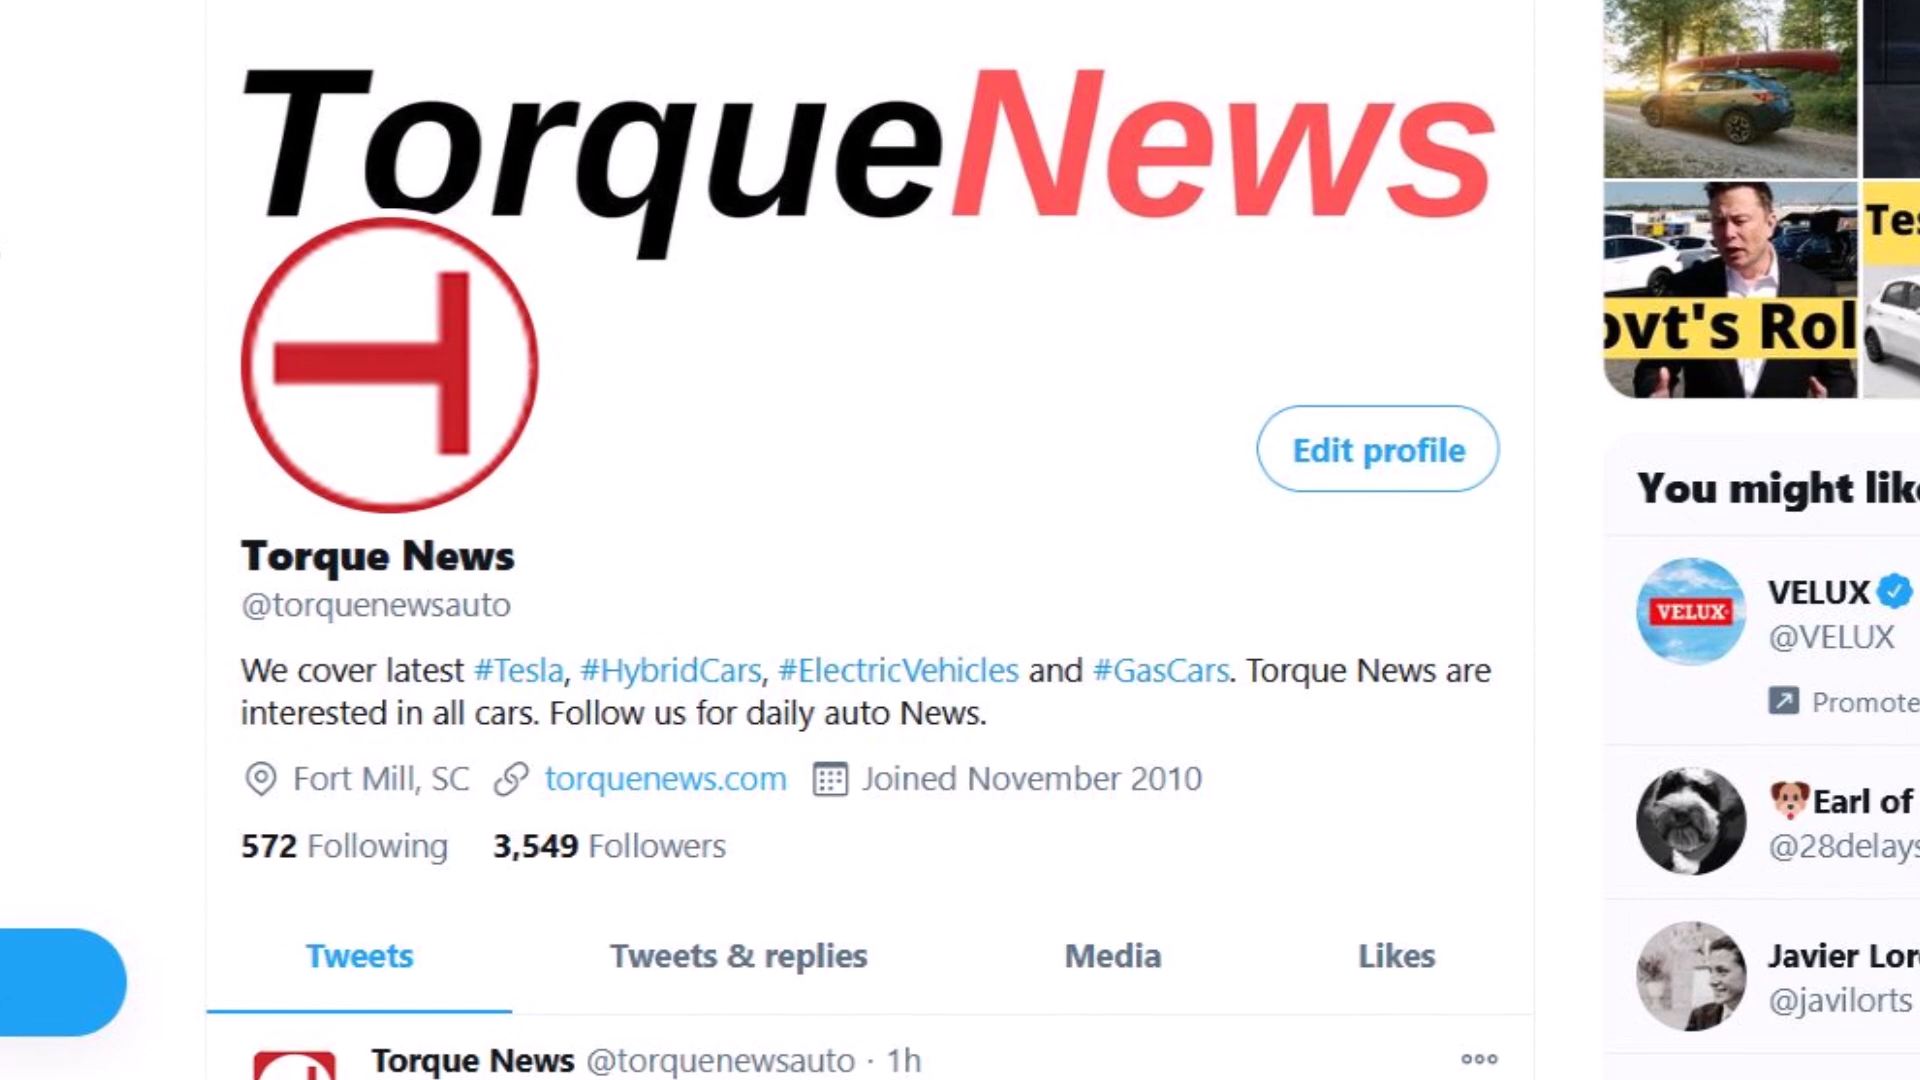 TorqueNews
T
Edit profile
Torque News
@torquenewsauto
We cover latest #Tesla, #HybridCars, #ElectricVehicles and #GasCars. Torque News are
interested in all cars. Follow us for daily auto News.
Fort Mill, SC torquenews.com Joined November 2010
572 Following 3,549 Followers
Tweets Tweets & replies Media Likes
Torque News @torquenewsauto · 1h
Tes
ovt's Rol
You might like
VELUX
VELUX
@VELUX
Promote
Earl of
@28delays
Javier Lor
@javilorts